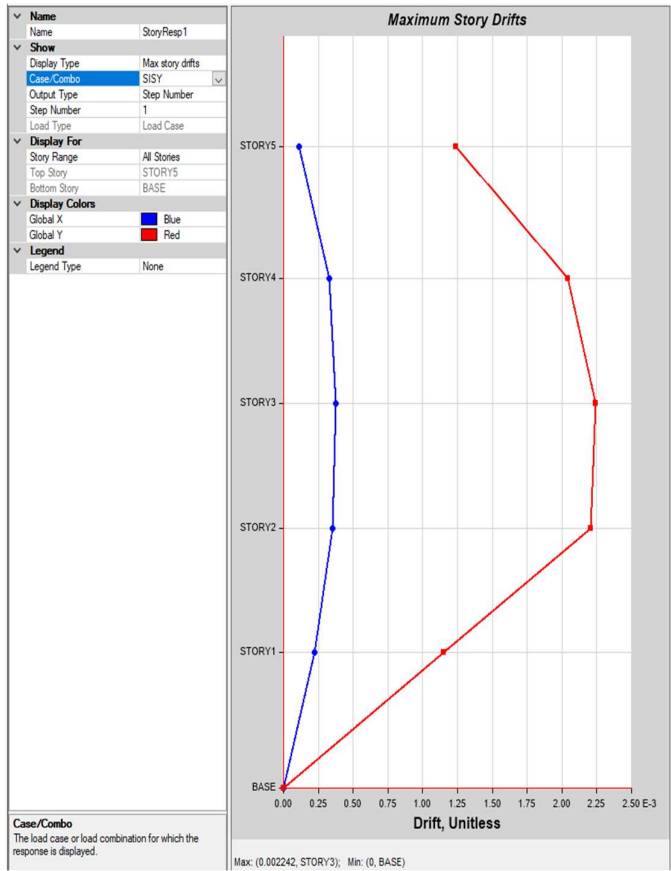 Name
Name StoryResp1
Show
Display Type Max story drifts
Case/Combo SISY
Output Type Step Number
Step Number 1
Load Type Load Case
Display For
Story Range All Stories
Top Story STORY5
Bottom Story BASE
Display Colors
Global X Blue
Global Y Red
Legend
Legend Type None
Case/Combo
The load case or load combination for which the
response is displayed.
Maximum Story Drifts
STORY5
STORY4
STORY3
STORY2
STORY1
BASE
0.00 0.25 0.50 0.75 1.00 1.25 1.50 1.75 2.00 2.25 2.50 E-3
Drift, Unitless
Max: (0.002242, STORY3); Min: (0, BASE)